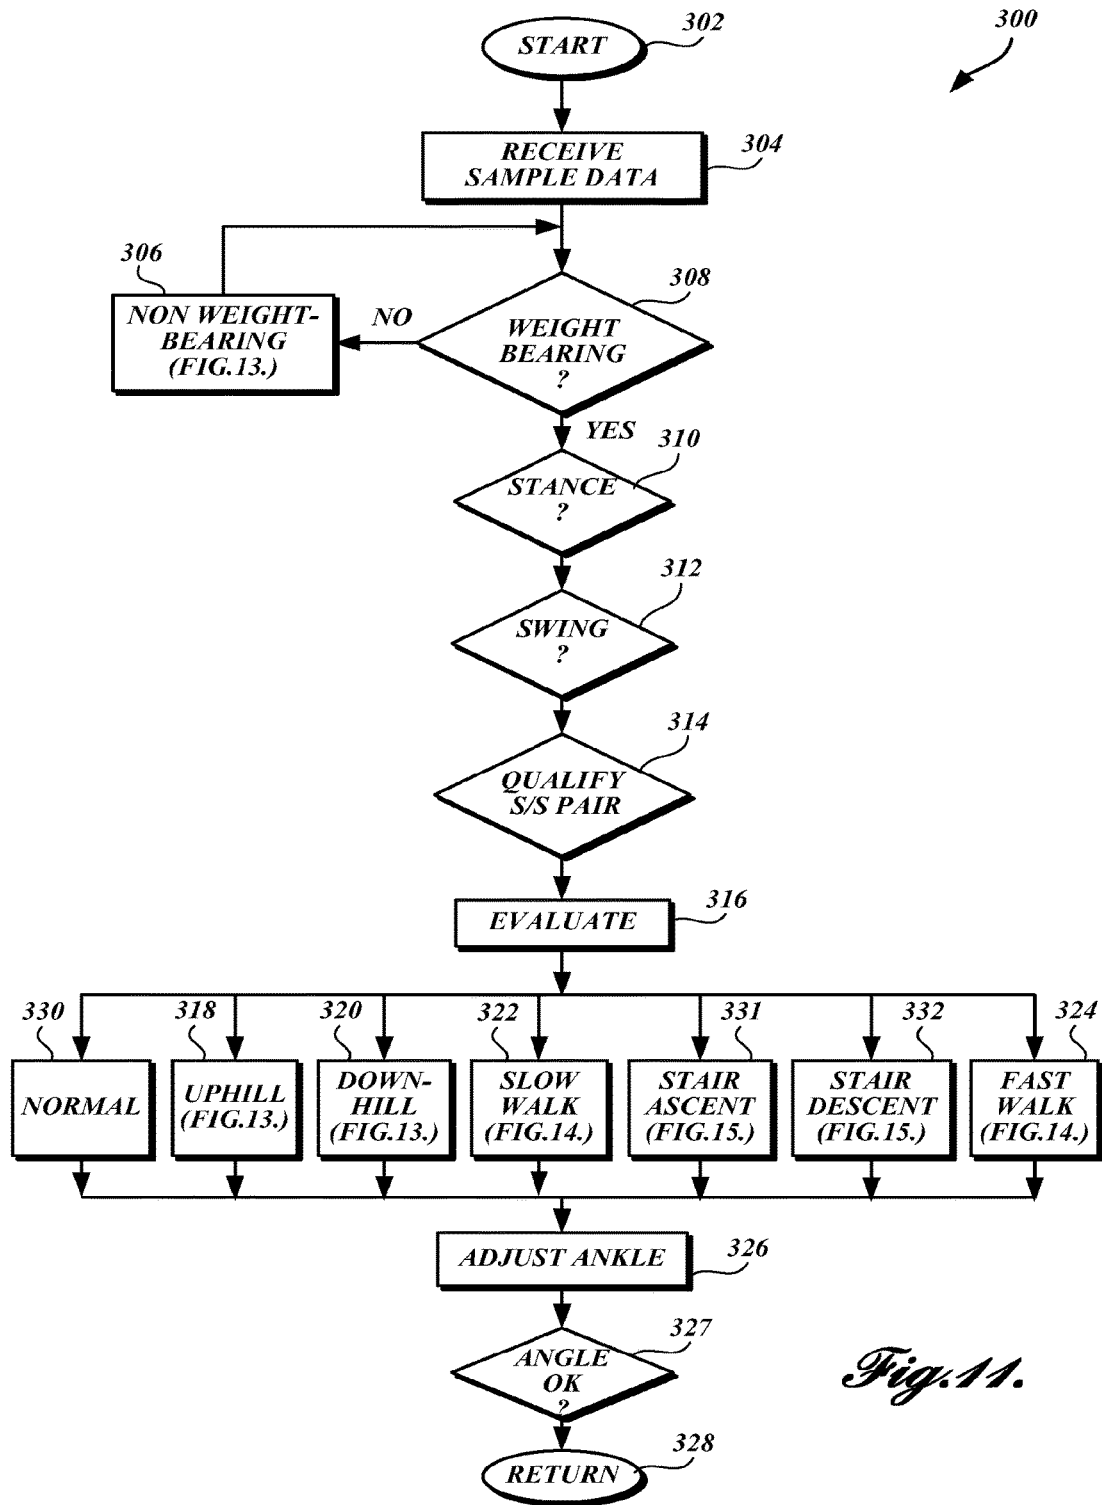 302
START
300
304
RECEIVE
SAMPLE DATA
306
NON WEIGHT-
BEARING
(FIG.13.)
NO
308
WEIGHT
BEARING
?
YES
310
STANCE
?
312
SWING
?
314
QUALIFY
S/S PAIR
316
EVALUATE
330
NORMAL
318
UPHILL
(FIG.13.)
320
DOWN-
HILL
(FIG.13.)
322
SLOW
WALK
(FIG.14.)
331
STAIR
ASCENT
(FIG.15.)
332
STAIR
DESCENT
(FIG.15.)
324
FAST
WALK
(FIG.14.)
ADJUST ANKLE
326
327
ANGLE
OK
?
Fig.11.
RETURN
328